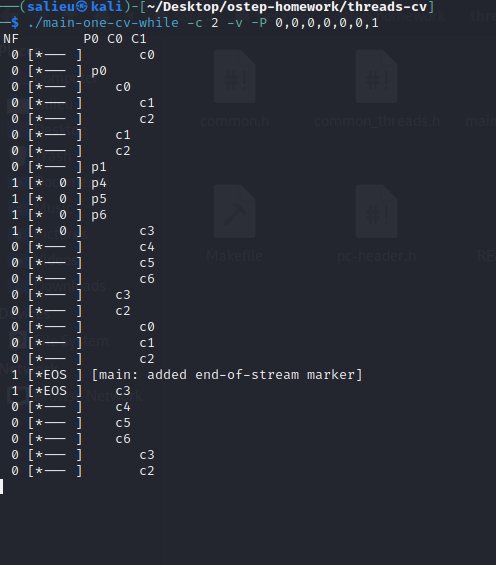 ──(salieu㉿kali)-[~/Desktop/ostep-homework/threads-cv]
─$ ./main-one-cv-while -c 2 -v -P 0,0,0,0,0,0,1
NF        P0 C0 C1
 0 [*--- ]       c0
 0 [*--- ] p0
 0 [*--- ]    c0
 0 [*--- ]       c1
 0 [*--- ]       c2
 0 [*--- ]    c1
 0 [*--- ]    c2
 0 [*--- ] p1
 1 [*  0 ] p4
 1 [*  0 ] p5
 1 [*  0 ] p6
 1 [*  0 ]       c3
 0 [*--- ]       c4
 0 [*--- ]       c5
 0 [*--- ]       c6
 0 [*--- ]    c3
 0 [*--- ]    c2
 0 [*--- ]       c0
 0 [*--- ]       c1
 0 [*--- ]       c2
 1 [*EOS ] [main: added end-of-stream marker]
 1 [*EOS ]    c3
 0 [*--- ]    c4
 0 [*--- ]    c5
 0 [*--- ]    c6
 0 [*--- ]       c3
 0 [*--- ]       c2
common.h
common_threads.h
Makefile
pc-header.h